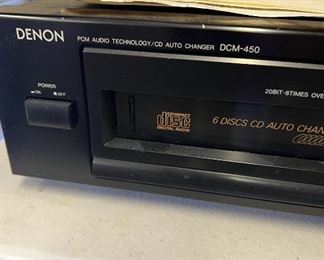 DENON
PCM AUDIO TECHNOLOGY/CD AUTO CHANGER DCM-450
POWER
ON OFF
20BIT·8TIMES OVE
COMPACT
disc
DIGITAL AUDIO
6 DISCS CD AUTO CHAN